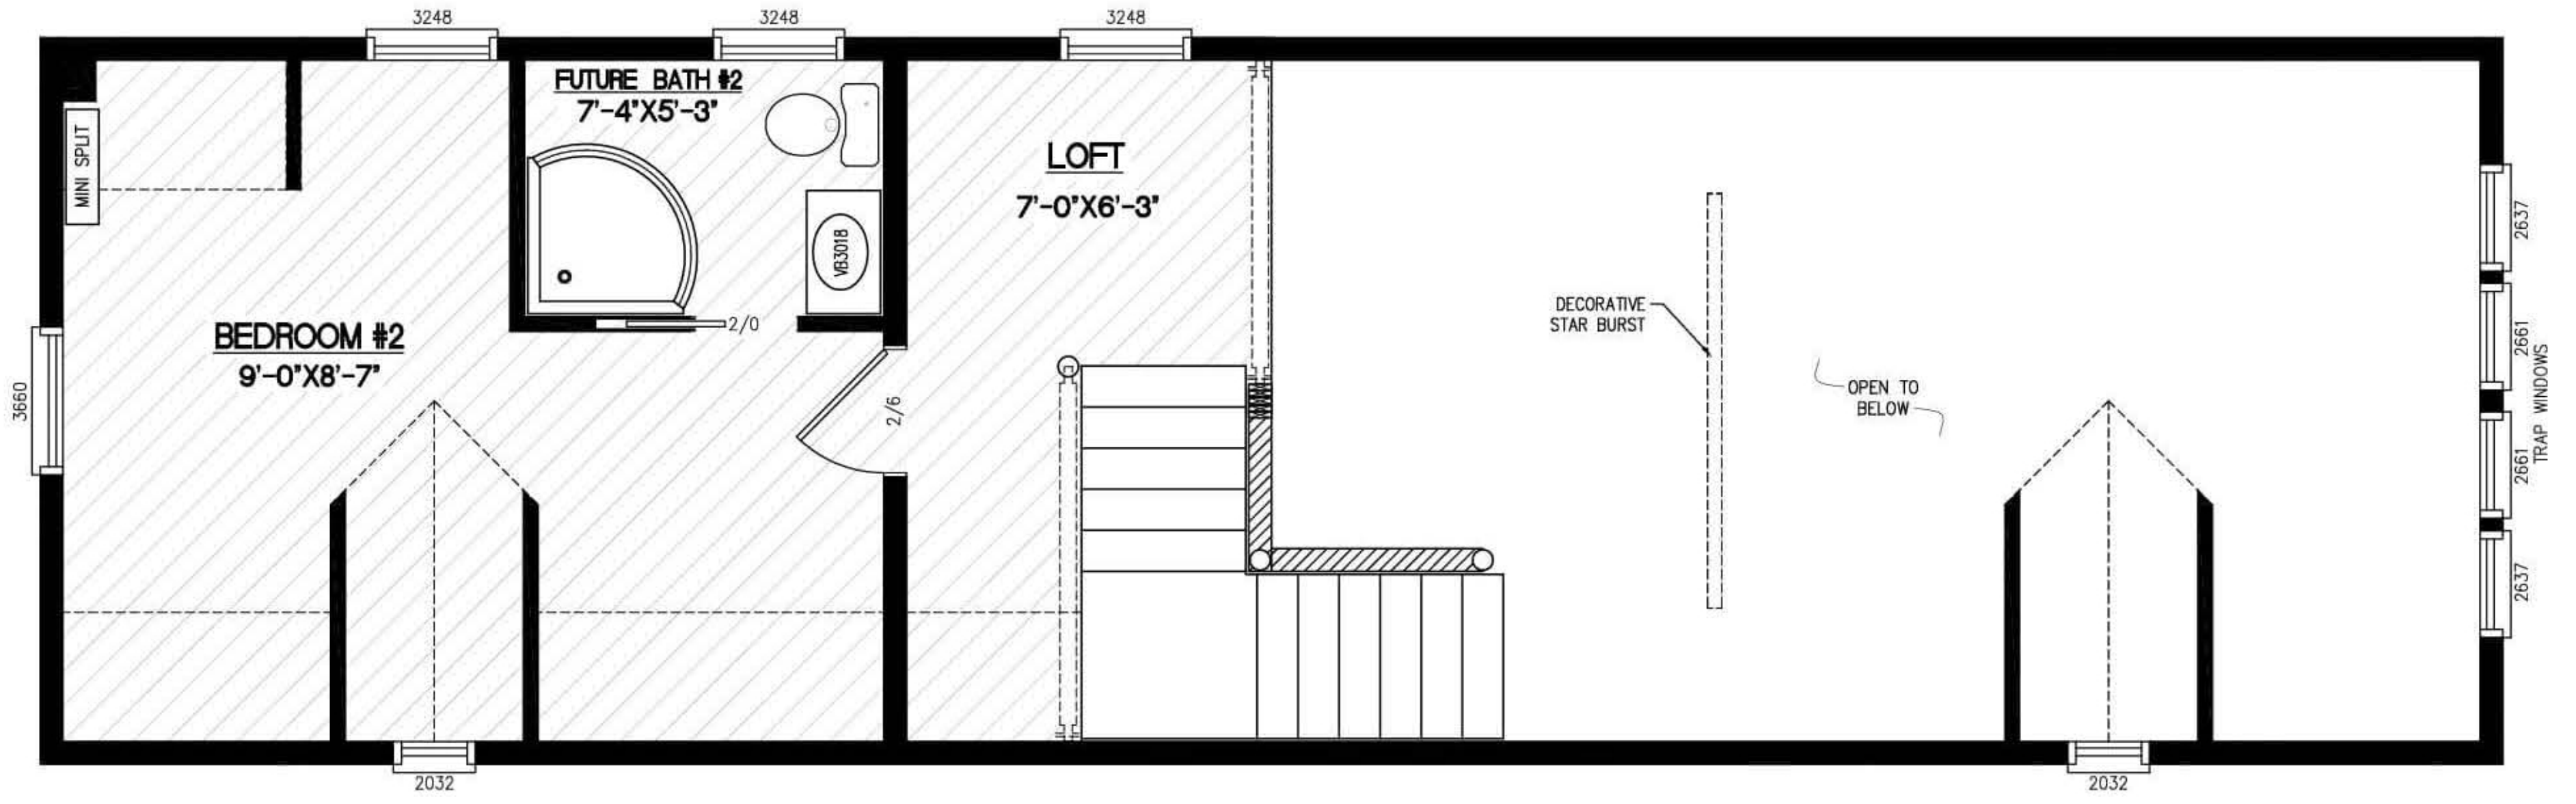 3248
3248
3248
FUTURE BATH #2
7'-4"X5'-3"
MINI SPLIT
LOFT
7'-0"X6'-3"
VB3018
2637
DECORATIVE
STAR BURST
2/0
BEDROOM #2
9'-0"X8'-7"
3660
2/6
OPEN TO
BELOW
2661
TRAP WINDOWS
2661
2637
2032
2032